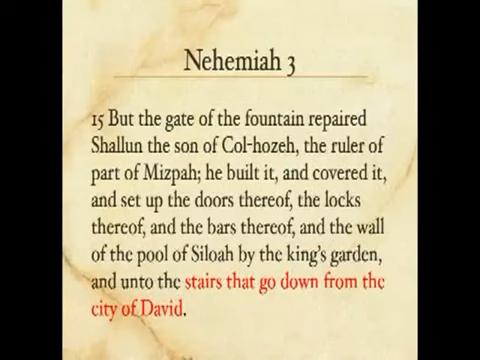 Nehemiah 3
15 But the gate of the fountain repaired
Shallun the son of Col-hozeh, the ruler of
part of Mizpah; he built it, and covered it,
and set up the doors thereof, the locks
thereof, and the bars thereof, and the wall
of the pool of Siloah by the king's garden,
and unto the stairs that go down from the
city of David.